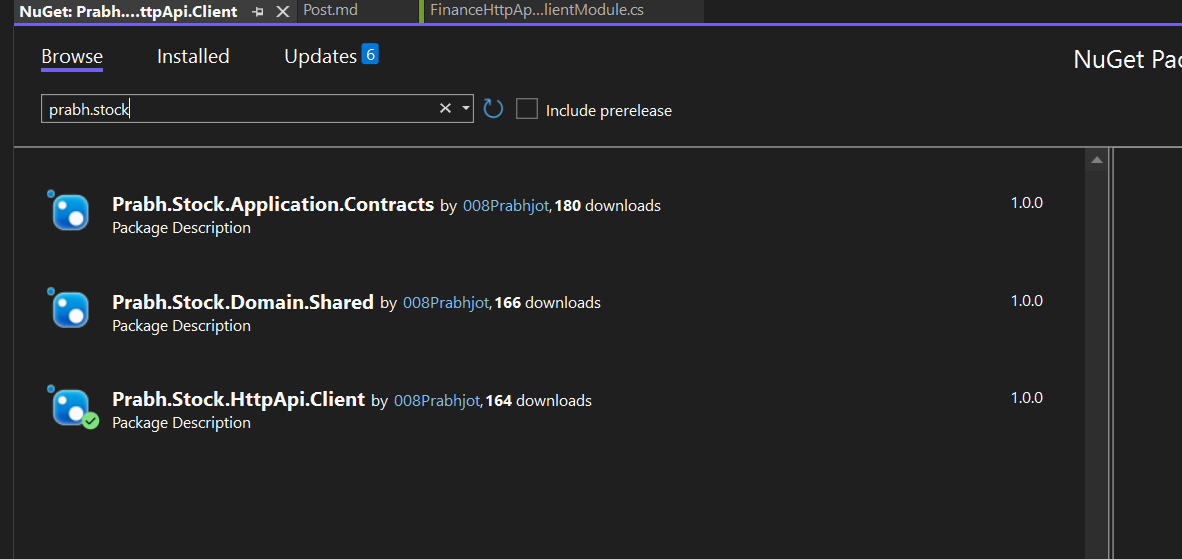 NuGet: Prabh....ttpApi.Client Post.md FinanceHttpAp...lientModule.cs
Browse Installed Updates 6 NuGet Pac
prabh.stock Include prerelease
Prabh.Stock.Application.Contracts by 008Prabhjot, 180 downloads 1.0.0
Package Description
Prabh.Stock.Domain.Shared by 008Prabhjot, 166 downloads 1.0.0
Package Description
Prabh.Stock.HttpApi.Client by 008Prabhjot, 164 downloads 1.0.0
Package Description